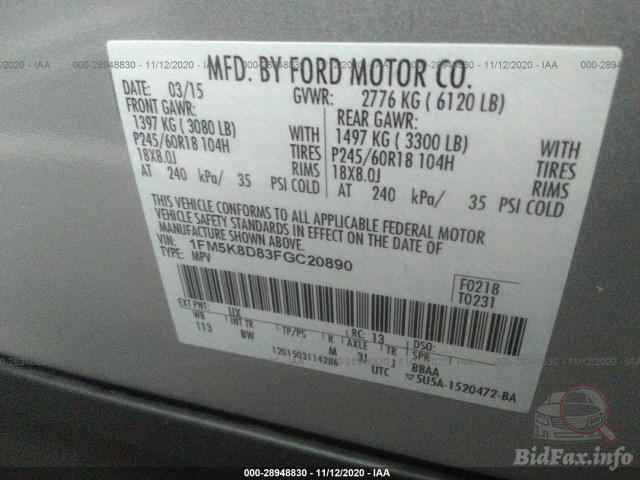 000-28948830 - 11/12/2020 - IAA
MFD. BY FORD MOTOR CO.
DATE: 03/15 GVWR: 2776 KG ( 6120 LB)
FRONT GAWR: REAR GAWR:
1397 KG ( 3080 LB) WITH 1497 KG ( 3300 LB) WITH
P245/60R18 104H TIRES P245/60R18 104H TIRES
18X8.0J RIMS 18X8.0J RIMS
AT 240 kPa/ 35 PSI COLD AT 240 kPa/ 35 PSI COLD
THIS VEHICLE CONFORMS TO ALL APPLICABLE FEDERAL MOTOR
VEHICLE SAFETY STANDARDS IN EFFECT ON THE DATE OF
MANUFACTURE SHOWN ABOVE.
VIN: 1FM5K8D83FGC20890
TYPE: MPV
F0218
T0231
EXT PNT: UX RC: 13 DSO:
WB INT TR TP/PS R AXLE TR SPR
113 BW M 3J J BBAA
1201503114286 UTC 5U5A-1520472-BA
BidFax.info
000-28948830 - 11/12/2020 - IAA